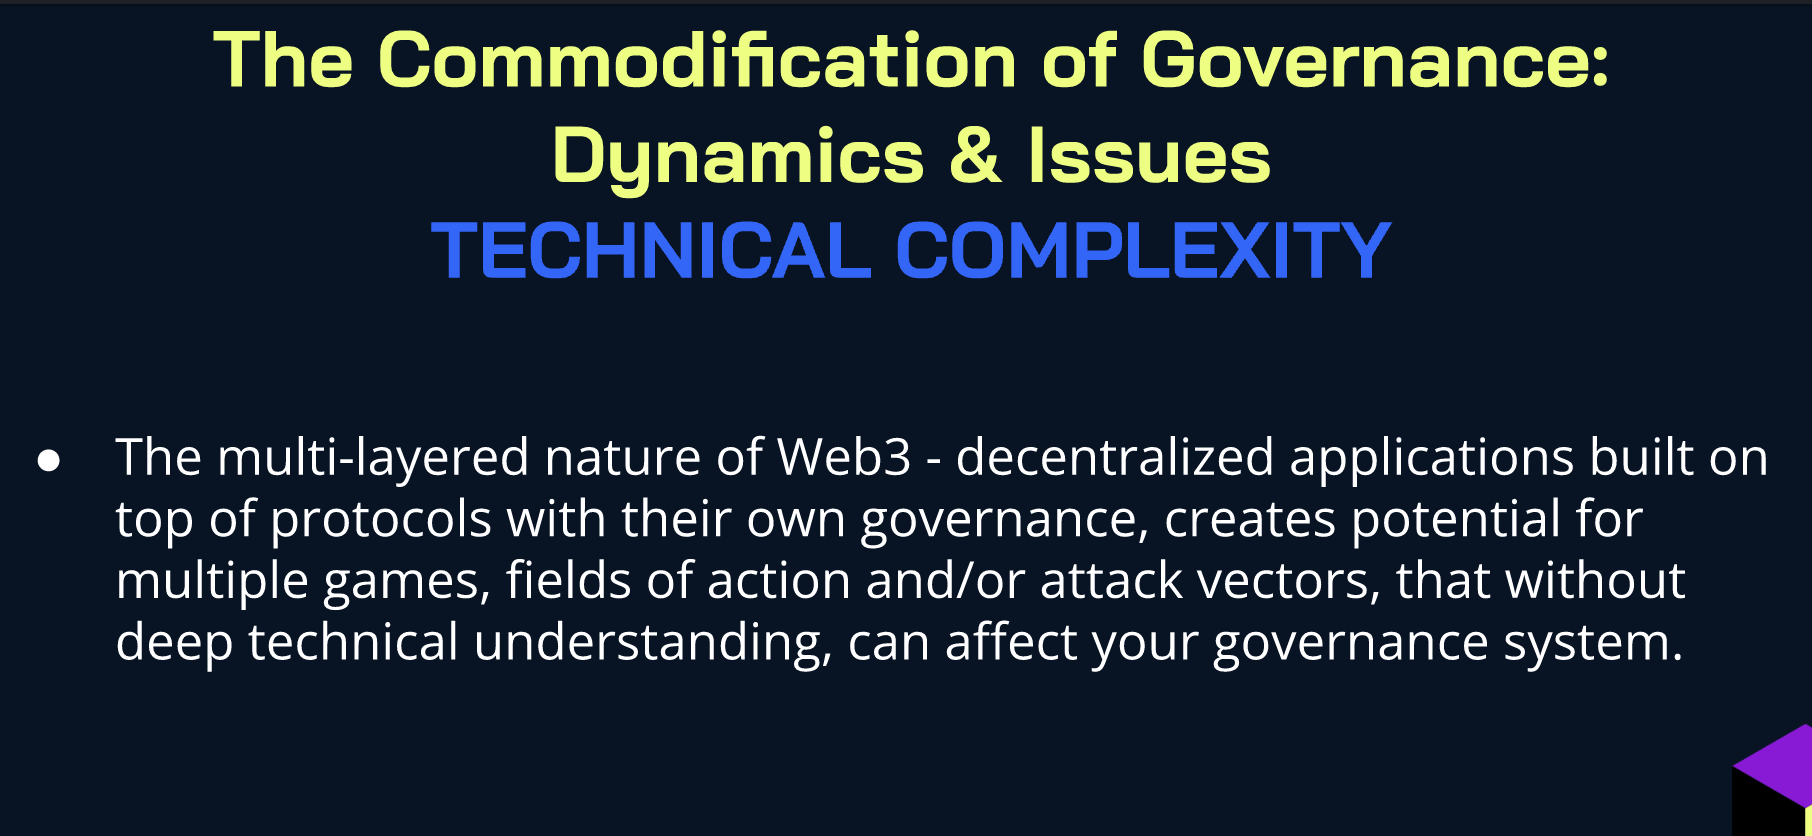 The Commodification of Governance:
Dynamics & Issues
TECHNICAL COMPLEXITY
● The multi-layered nature of Web3 - decentralized applications built on
top of protocols with their own governance, creates potential for
multiple games, fields of action and/or attack vectors, that without
deep technical understanding, can affect your governance system.